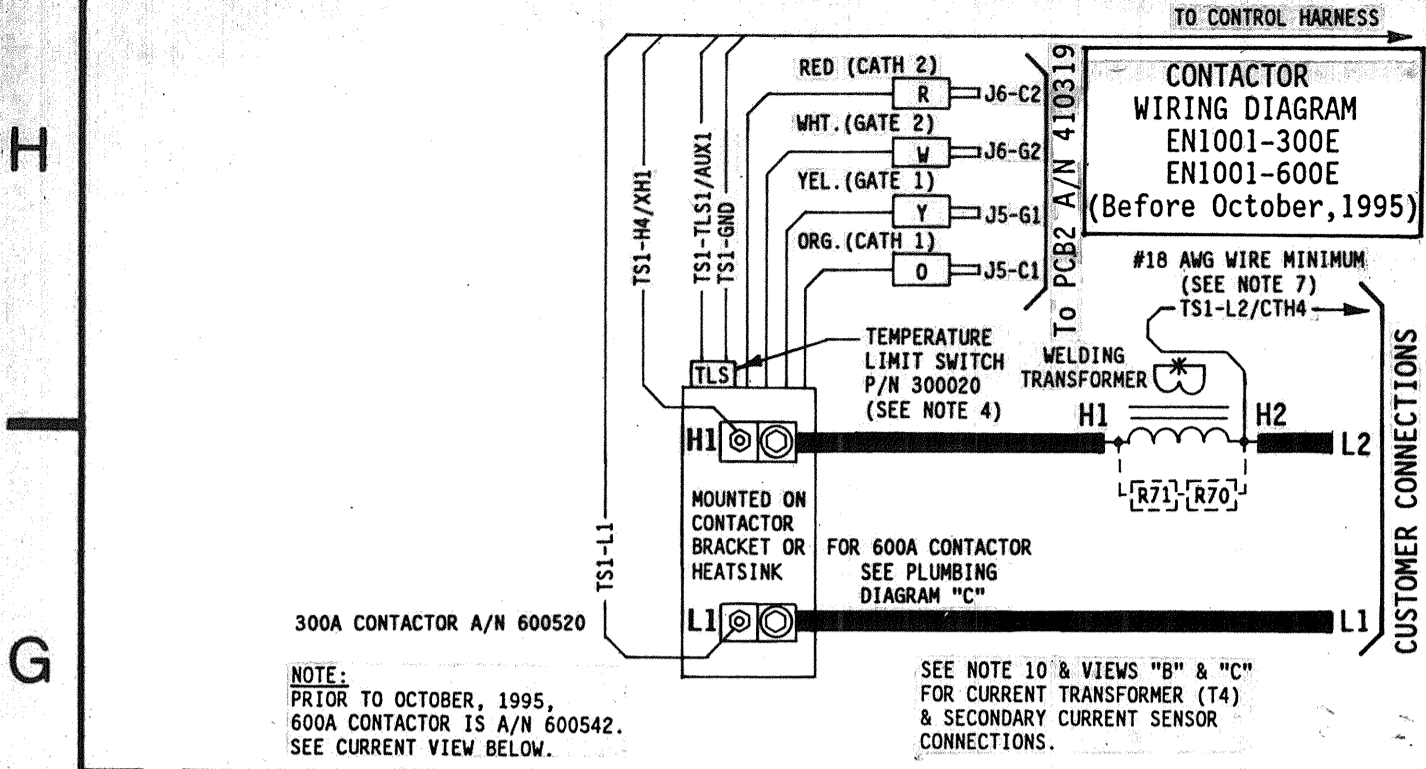 TO CONTROL HARNESS
CONTACTOR
WIRING DIAGRAM
EN1001-300E
EN1001-600E
(Before October,1995)
H
RED (CATH 2)
R
J6-C2
WHT.(GATE 2)
W
J6-G2
YEL.(GATE 1)
Y
J5-G1
ORG.(CATH 1)
O
J5-C1
To PCB2 A/N 410319
TS1-H4/XH1
TS1-TLS1/AUX1
TS1-GND
#18 AWG WIRE MINIMUM
(SEE NOTE 7)
TS1-L2/CTH4
TEMPERATURE
LIMIT SWITCH
P/N 300020
(SEE NOTE 4)
TLS
WELDING
TRANSFORMER
H1
H1
H2
L2
R71
R70
CUSTOMER CONNECTIONS
MOUNTED ON
CONTACTOR
BRACKET OR
HEATSINK
FOR 600A CONTACTOR
SEE PLUMBING
DIAGRAM "C"
TS1-L1
L1
L1
G
300A CONTACTOR A/N 600520
NOTE:
PRIOR TO OCTOBER, 1995,
600A CONTACTOR IS A/N 600542.
SEE CURRENT VIEW BELOW.
SEE NOTE 10 & VIEWS "B" & "C"
FOR CURRENT TRANSFORMER (T4)
& SECONDARY CURRENT SENSOR
CONNECTIONS.